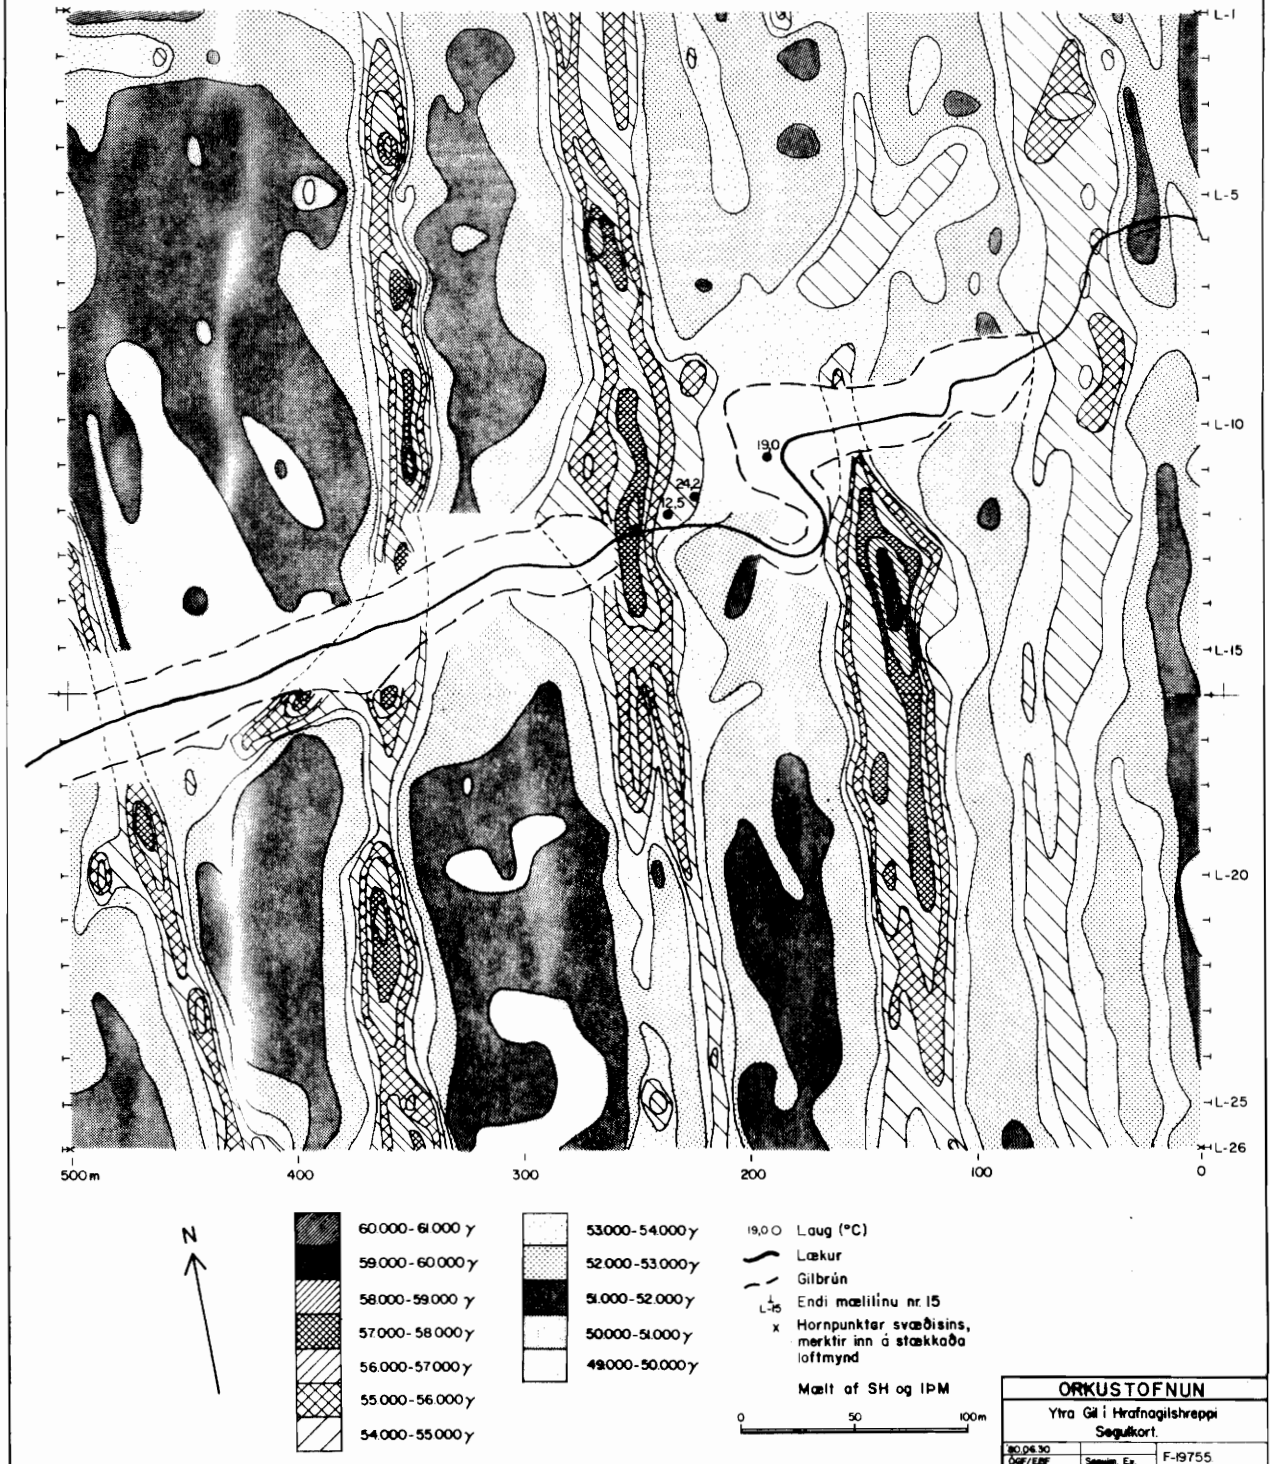 L-1
L-5
L-10
19.0
24,2
L-15
L-20
L-25
L-26
500 m
400
300
200
100
0
N
60.000-61.000 γ
59.000-60.000 γ
58.000-59.000 γ
57.000-58.000 γ
56.000-57.000 γ
55.000-56.000 γ
54.000-55.000 γ
53.000-54.000 γ
52.000-53.000 γ
51.000-52.000 γ
50.000-51.000 γ
49.000-50.000 γ
19,0 O Laug (°C)
Lækur
Gilbrún
L-15 Endi mælilínu nr. 15
x Hornpunktar svæðisins,
merktir inn á stækkaða
loftmynd
Mælt af SH og IÞM
0 50 100m
ORKUSTOFNUN
Ytra Gil í Hrafnagilshreppi
Segulkort.
'80.06.30
F-19755